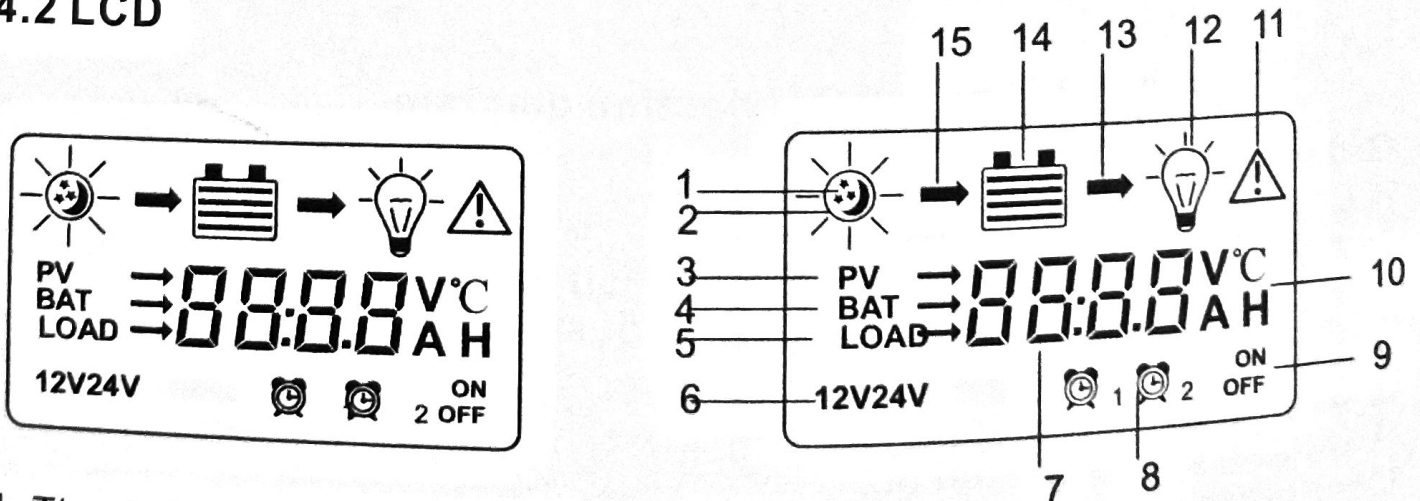 4.2 LCD
15 14 13 12 11
1
2
PV
BAT
LOAD
88:8.8
V°C
A H
12V24V
ON
2 OFF
3 PV
4 BAT
5 LOAD
88:8.8
V°C
A H
10
6 12V24V
1
2
ON
OFF
9
7
8